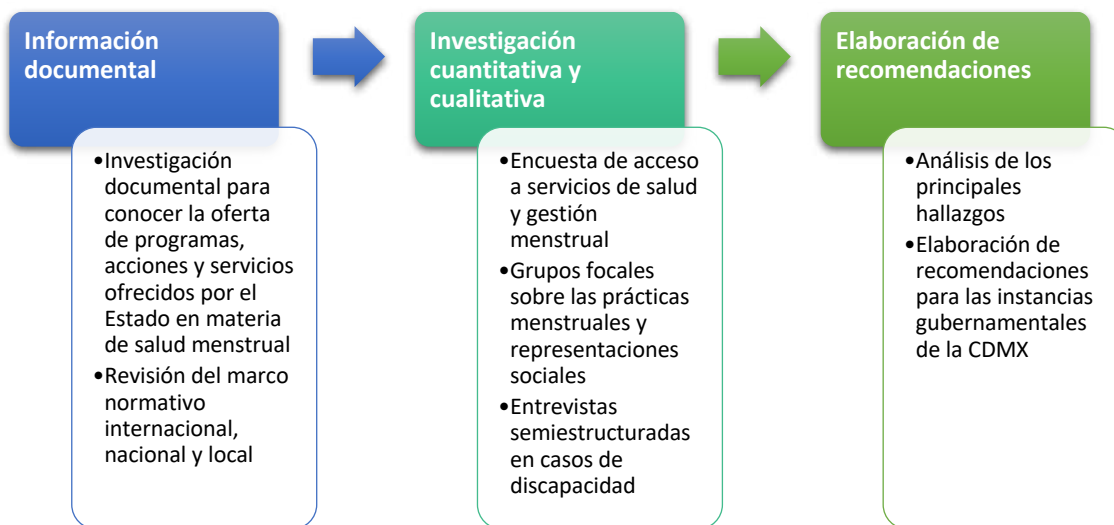 Información
documental
•Investigación
documental para
conocer la oferta
de programas,
acciones y servicios
ofrecidos por el
Estado en materia
de salud menstrual
•Revisión del marco
normativo
internacional,
nacional y local
Investigación
cuantitativa y
cualitativa
•Encuesta de acceso
a servicios de salud
y gestión
menstrual
•Grupos focales
sobre las prácticas
menstruales y
representaciones
sociales
•Entrevistas
semiestructuradas
en casos de
discapacidad
Elaboración de
recomendaciones
•Análisis de los
principales
hallazgos
•Elaboración de
recomendaciones
para las instancias
gubernamentales
de la CDMX